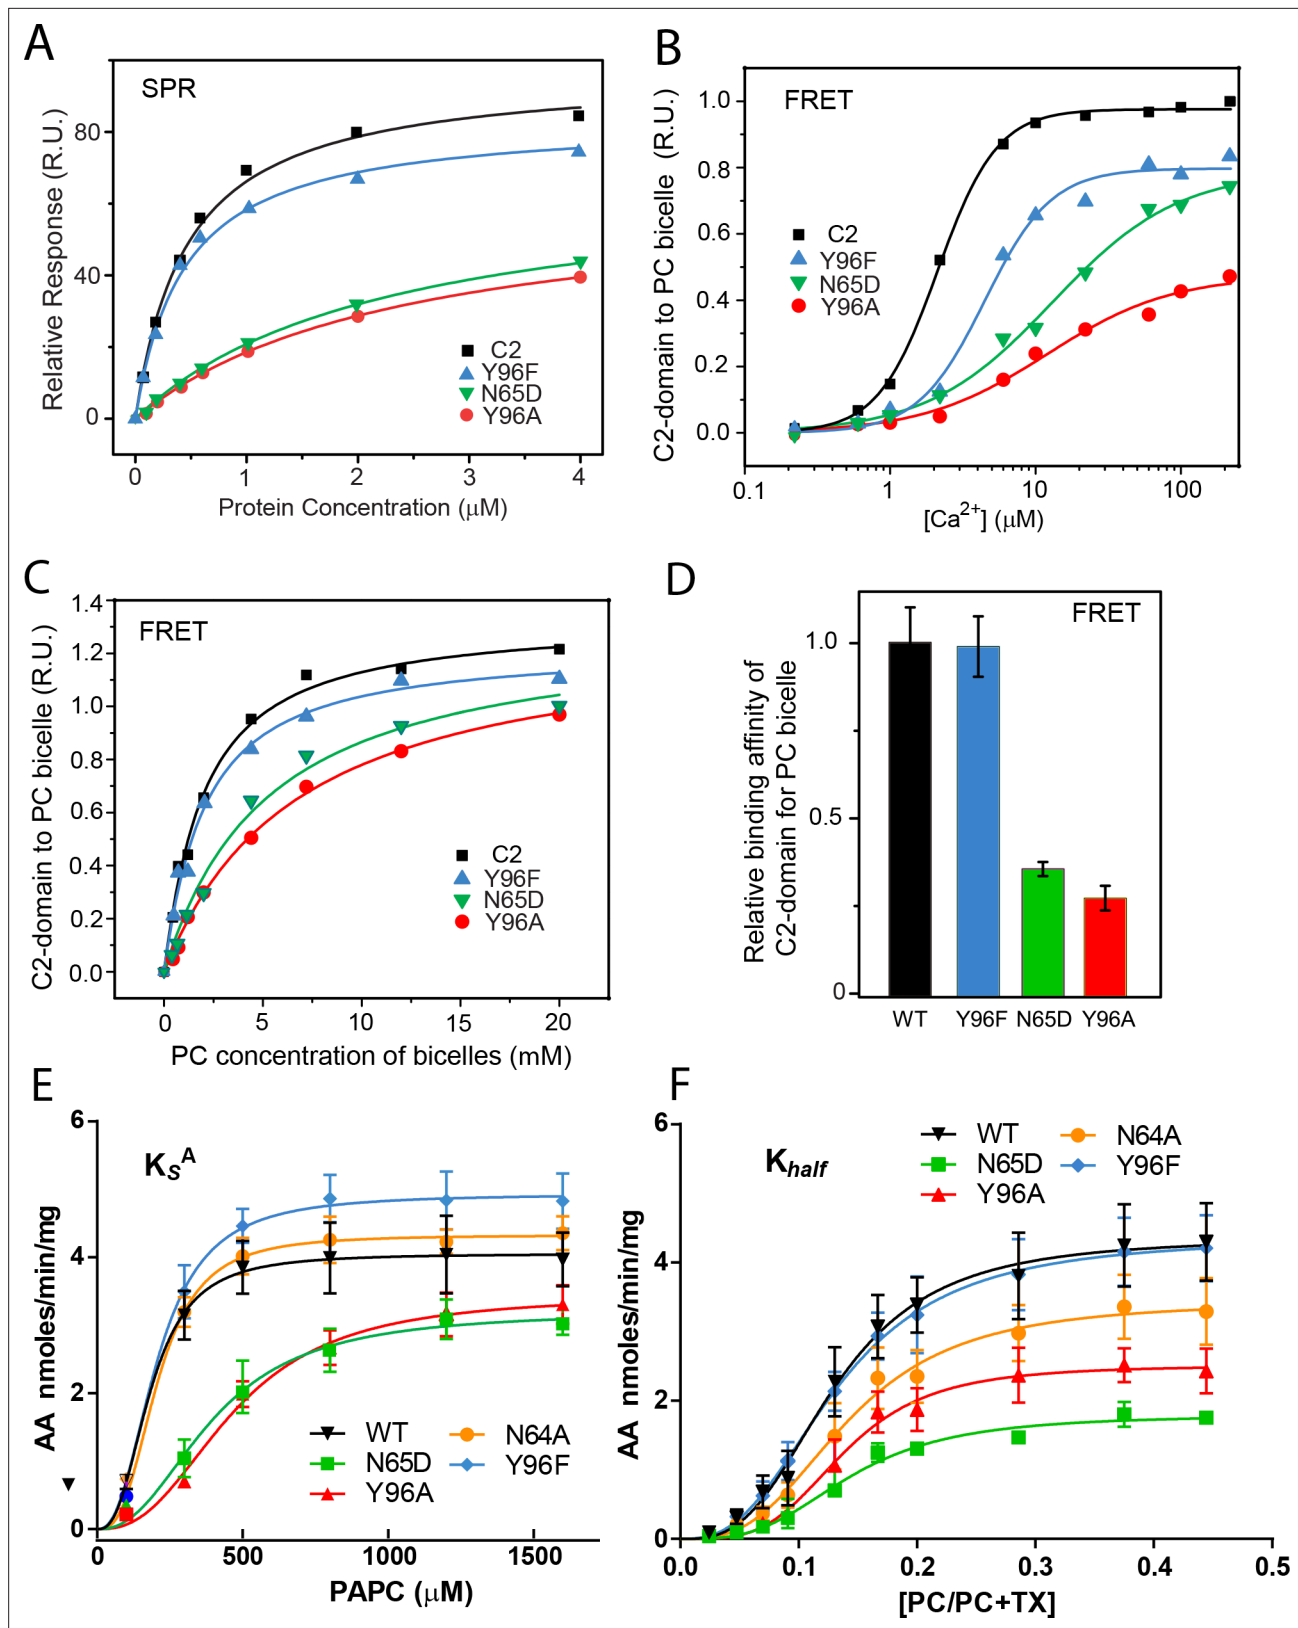 A
SPR
Relative Response (R.U.)
80
40
0
C2
Y96F
N65D
Y96A
0
1
2
3
4
Protein Concentration (μM)
B
FRET
C2-domain to PC bicelle (R.U.)
1.0
0.8
0.6
0.4
0.2
0.0
C2
Y96F
N65D
Y96A
0.1
1
10
100
[Ca2+] (μM)
C
FRET
C2-domain to PC bicelle (R.U.)
1.4
1.2
1.0
0.8
0.6
0.4
0.2
0.0
C2
Y96F
N65D
Y96A
0
5
10
15
20
PC concentration of bicelles (mM)
D
FRET
Relative binding affinity of
C2-domain for PC bicelle
1.0
0.5
0
WT
Y96F
N65D
Y96A
E
KSA
AA nmoles/min/mg
6
4
2
0
WT
N65D
Y96A
N64A
Y96F
0
500
1000
1500
PAPC (μM)
F
Khalf
AA nmoles/min/mg
6
4
2
0
WT
N65D
Y96A
N64A
Y96F
0.0
0.1
0.2
0.3
0.4
0.5
[PC/PC+TX]